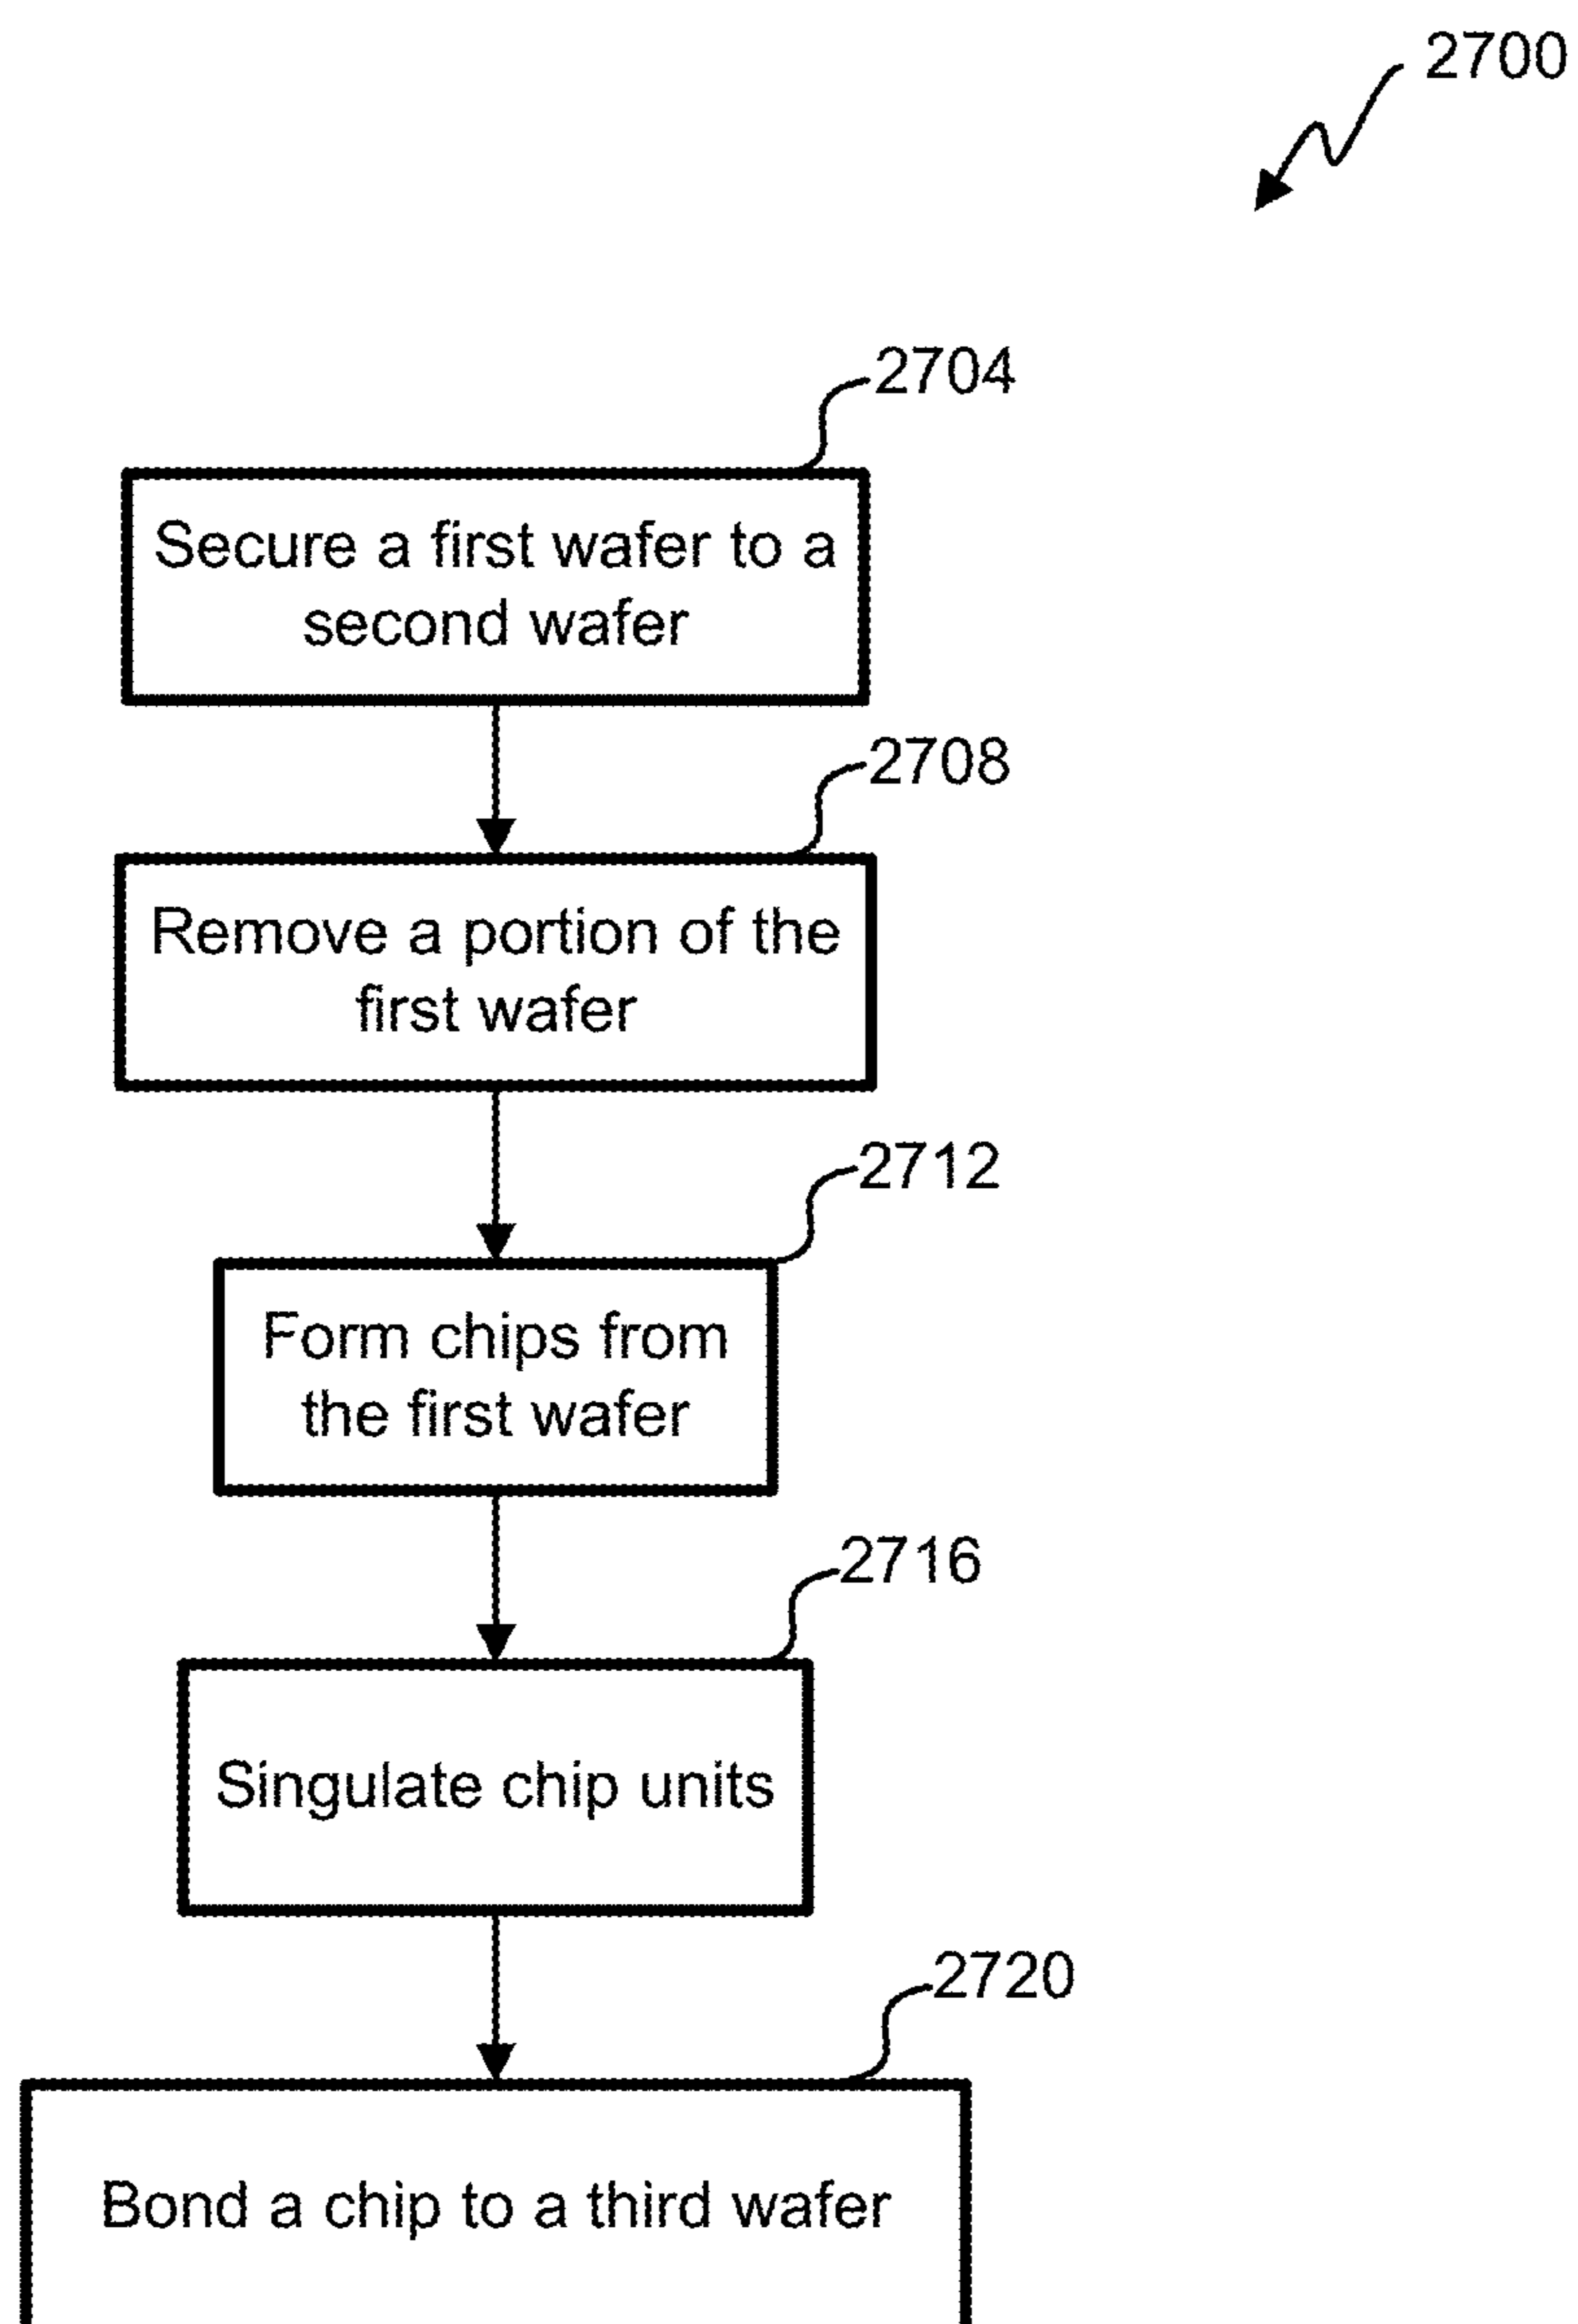 2700
2704
Secure a first wafer to a
second wafer
2708
Remove a portion of the
first wafer
2712
Form chips from
the first wafer
2716
Singulate chip units
2720
Bond a chip to a third wafer